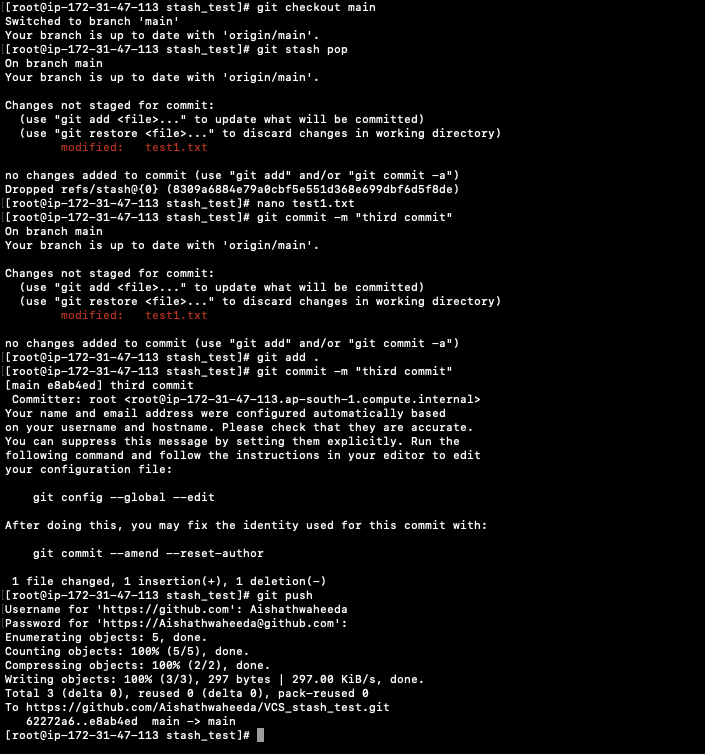 [root@ip-172-31-47-113 stash_test]# git checkout main
Switched to branch 'main'
Your branch is up to date with 'origin/main'.
[root@ip-172-31-47-113 stash_test]# git stash pop
On branch main
Your branch is up to date with 'origin/main'.

Changes not staged for commit:
  (use "git add <file>..." to update what will be committed)
  (use "git restore <file>..." to discard changes in working directory)
        modified:   test1.txt

no changes added to commit (use "git add" and/or "git commit -a")
Dropped refs/stash@{0} (8309a6884e79a0cbf5e551d368e699dbf6d5f8de)
[root@ip-172-31-47-113 stash_test]# nano test1.txt
[root@ip-172-31-47-113 stash_test]# git commit -m "third commit"
On branch main
Your branch is up to date with 'origin/main'.

Changes not staged for commit:
  (use "git add <file>..." to update what will be committed)
  (use "git restore <file>..." to discard changes in working directory)
        modified:   test1.txt

no changes added to commit (use "git add" and/or "git commit -a")
[root@ip-172-31-47-113 stash_test]# git add .
[root@ip-172-31-47-113 stash_test]# git commit -m "third commit"
[main e8ab4ed] third commit
 Committer: root <root@ip-172-31-47-113.ap-south-1.compute.internal>
Your name and email address were configured automatically based
on your username and hostname. Please check that they are accurate.
You can suppress this message by setting them explicitly. Run the
following command and follow the instructions in your editor to edit
your configuration file:

    git config --global --edit

After doing this, you may fix the identity used for this commit with:

    git commit --amend --reset-author

 1 file changed, 1 insertion(+), 1 deletion(-)
[root@ip-172-31-47-113 stash_test]# git push
Username for 'https://github.com': Aishathwaheeda
Password for 'https://Aishathwaheeda@github.com':
Enumerating objects: 5, done.
Counting objects: 100% (5/5), done.
Compressing objects: 100% (2/2), done.
Writing objects: 100% (3/3), 297 bytes | 297.00 KiB/s, done.
Total 3 (delta 0), reused 0 (delta 0), pack-reused 0
To https://github.com/Aishathwaheeda/VCS_stash_test.git
   62272a6..e8ab4ed  main -> main
[root@ip-172-31-47-113 stash_test]#